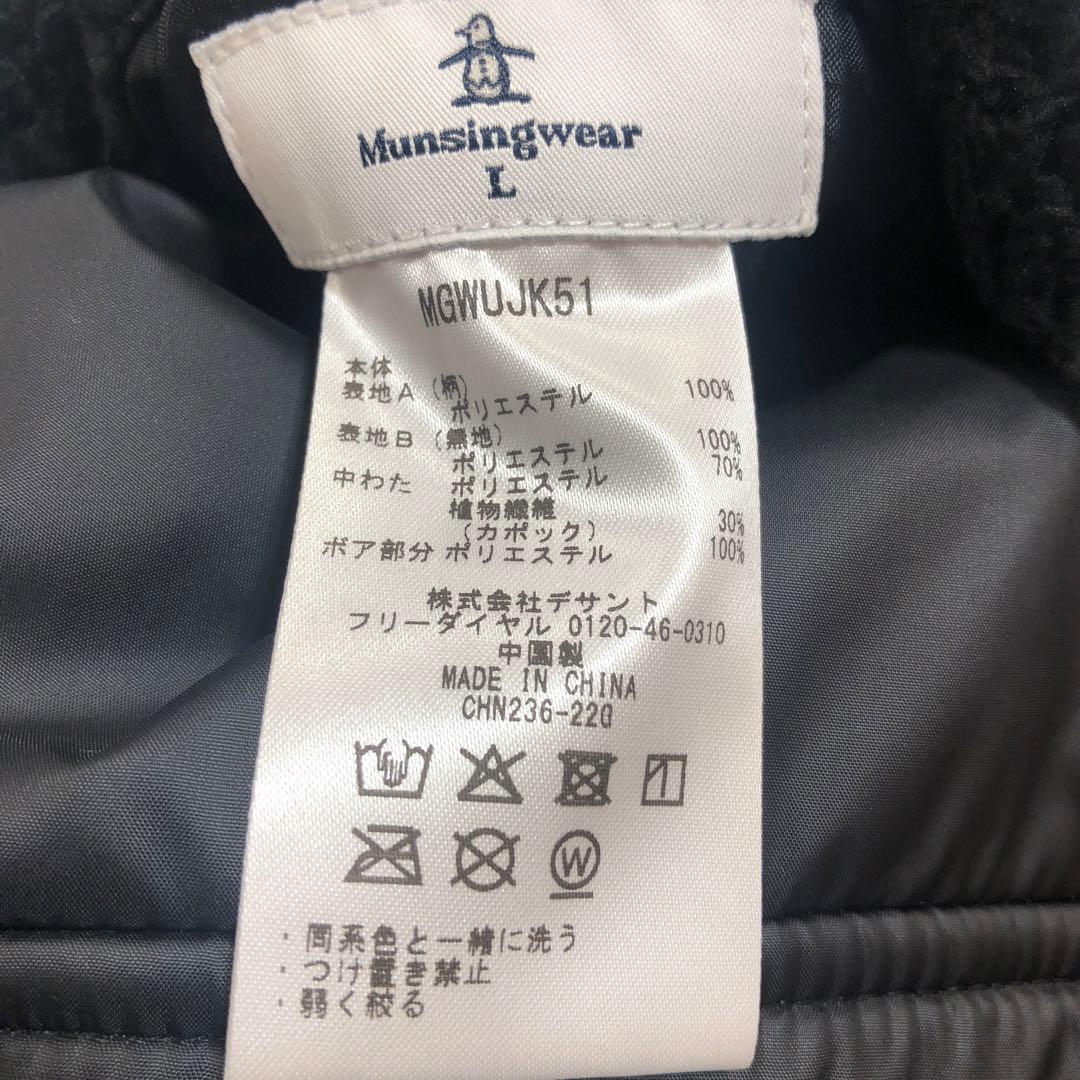 Munsingwear
L
MGWUJK51
本体
表地A (柄)
ポリエステル 100%
表地B (無地)
ポリエステル 100%
中わた ポリエステル 70%
植物繊維
(カポック) 30%
ボア部分 ポリエステル 100%
株式会社デサント
フリーダイヤル 0120-46-0310
中国製
MADE IN CHINA
CHN236-22Q
W
・同系色と一緒に洗う
・つけ置き禁止
・弱く絞る